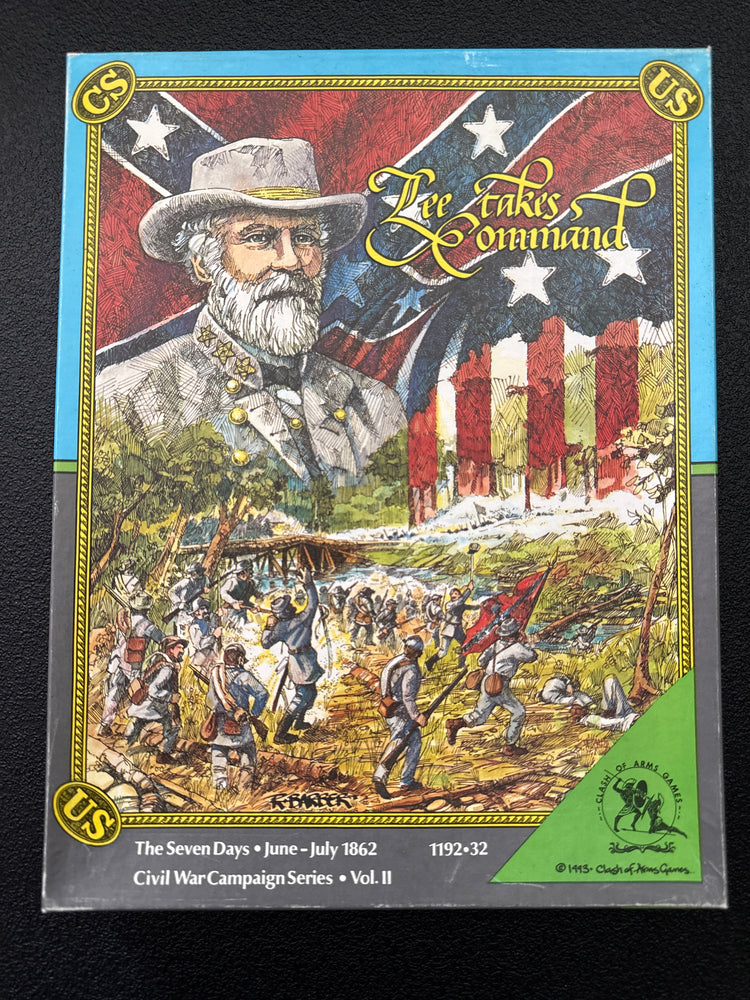 CS
US
Lee takes
Command
R. BARBER
US
The Seven Days • June – July 1862
1192•32
Civil War Campaign Series • Vol. II
CLASH OF ARMS GAMES
©1993 • Clash of Arms Games